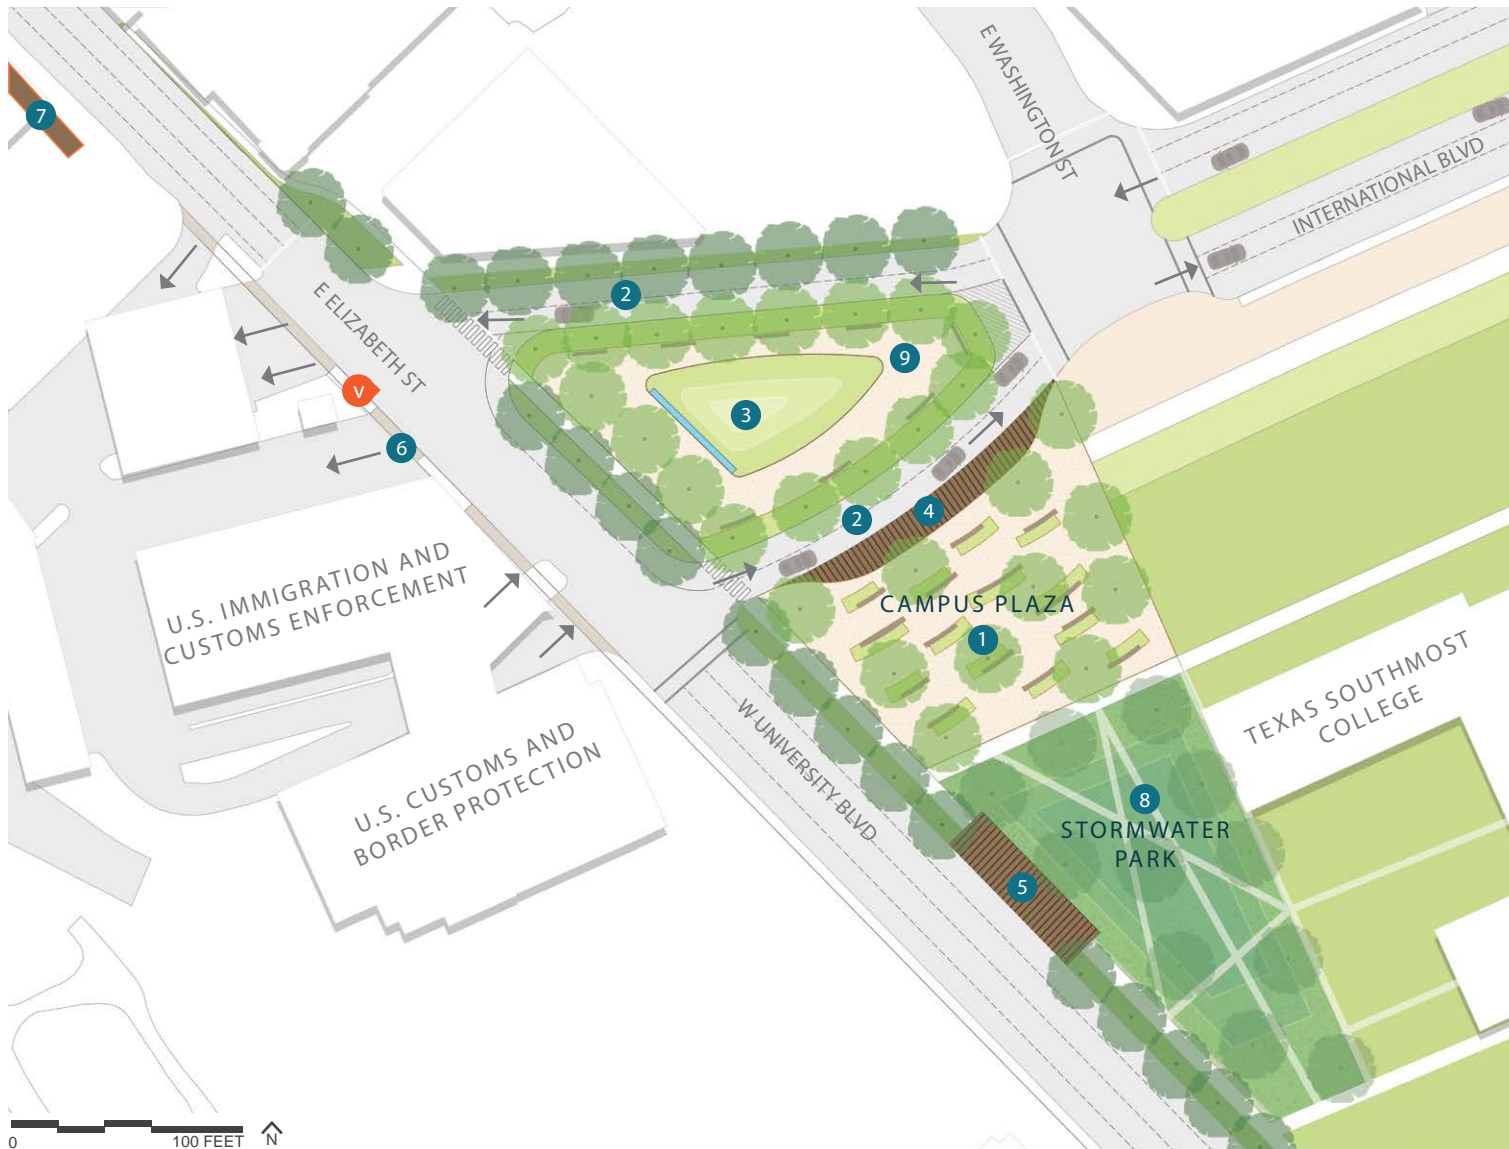 E WASHINGTON ST
7
INTERNATIONAL BLVD
E ELIZABETH ST
2
9
V
3
6
4
2
U.S. IMMIGRATION AND
CUSTOMS ENFORCEMENT
CAMPUS PLAZA
1
TEXAS SOUTHMOST
COLLEGE
W UNIVERSITY BLVD
U.S. CUSTOMS AND
BORDER PROTECTION
8
STORMWATER
PARK
5
0
100 FEET
N